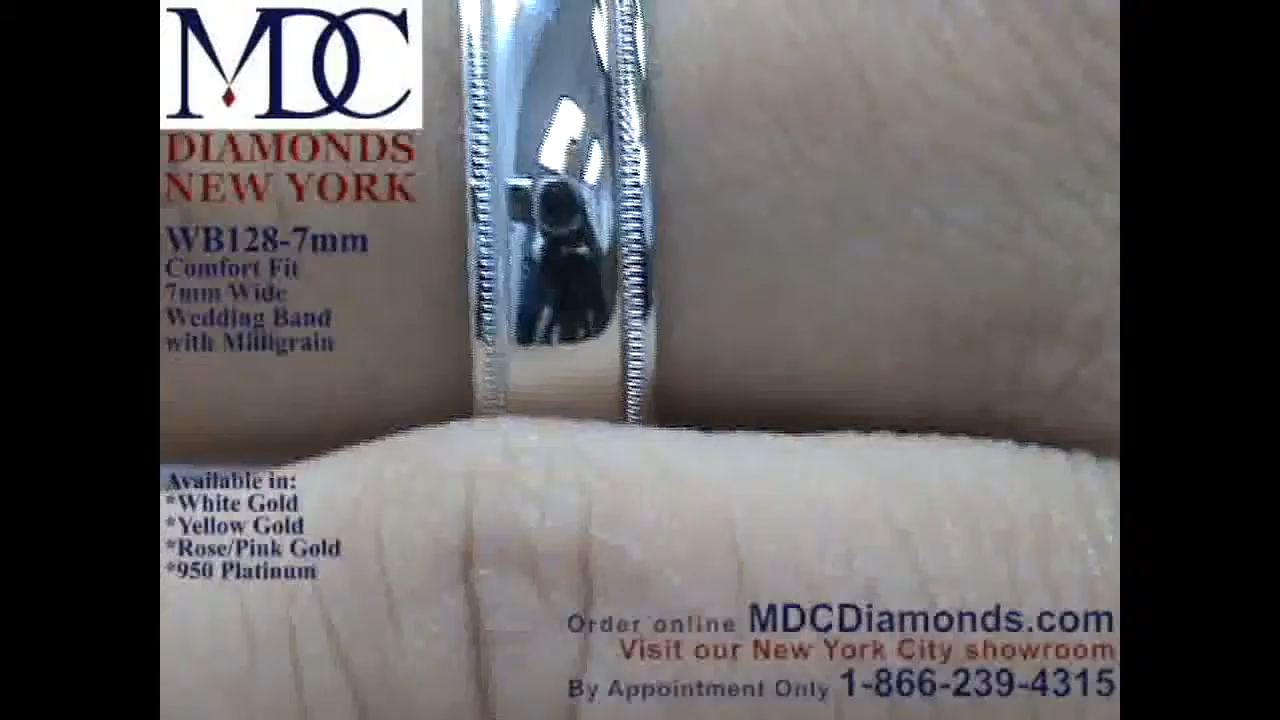 MDC
DIAMONDS
NEW YORK
WB128-7mm
Comfort Fit
7mm Wide
Wedding Band
with Milligrain
Available in:
*White Gold
*Yellow Gold
*Rose/Pink Gold
*950 Platinum
Order online MDCDiamonds.com
Visit our New York City showroom
By Appointment Only 1-866-239-4315